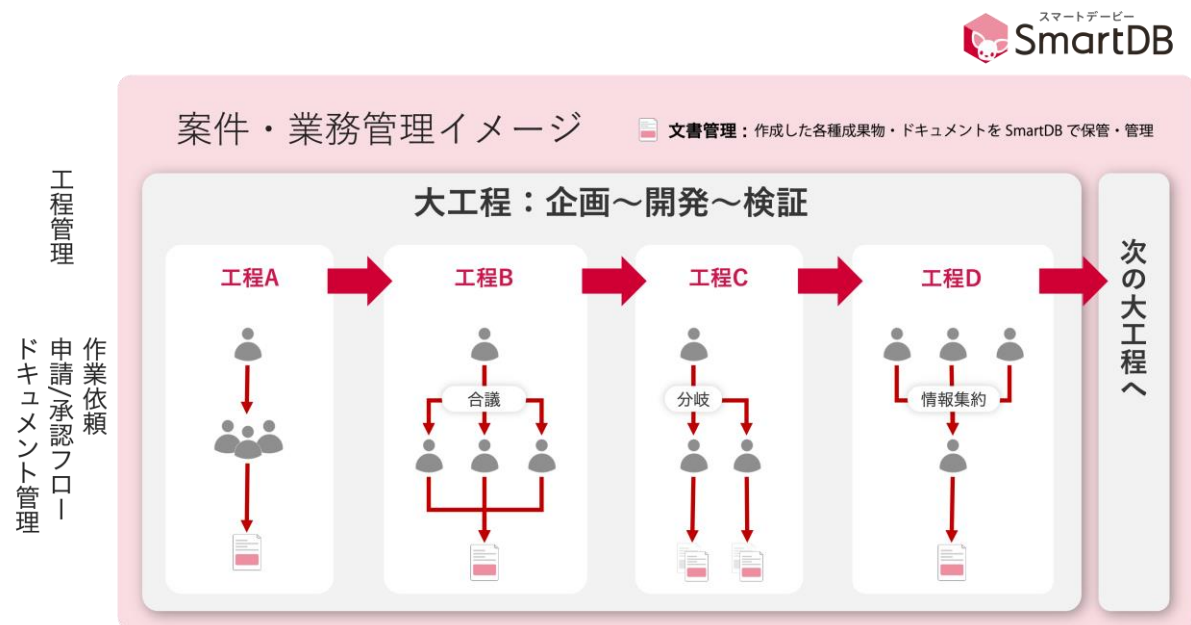 スマートデービー
SmartDB
案件・業務管理イメージ
文書管理：作成した各種成果物・ドキュメントを SmartDB で保管・管理
工程管理
作業依頼
申請/承認フロー
ドキュメント管理
大工程：企画～開発～検証
工程A
工程B
工程C
工程D
合議
分岐
情報集約
次の大工程へ